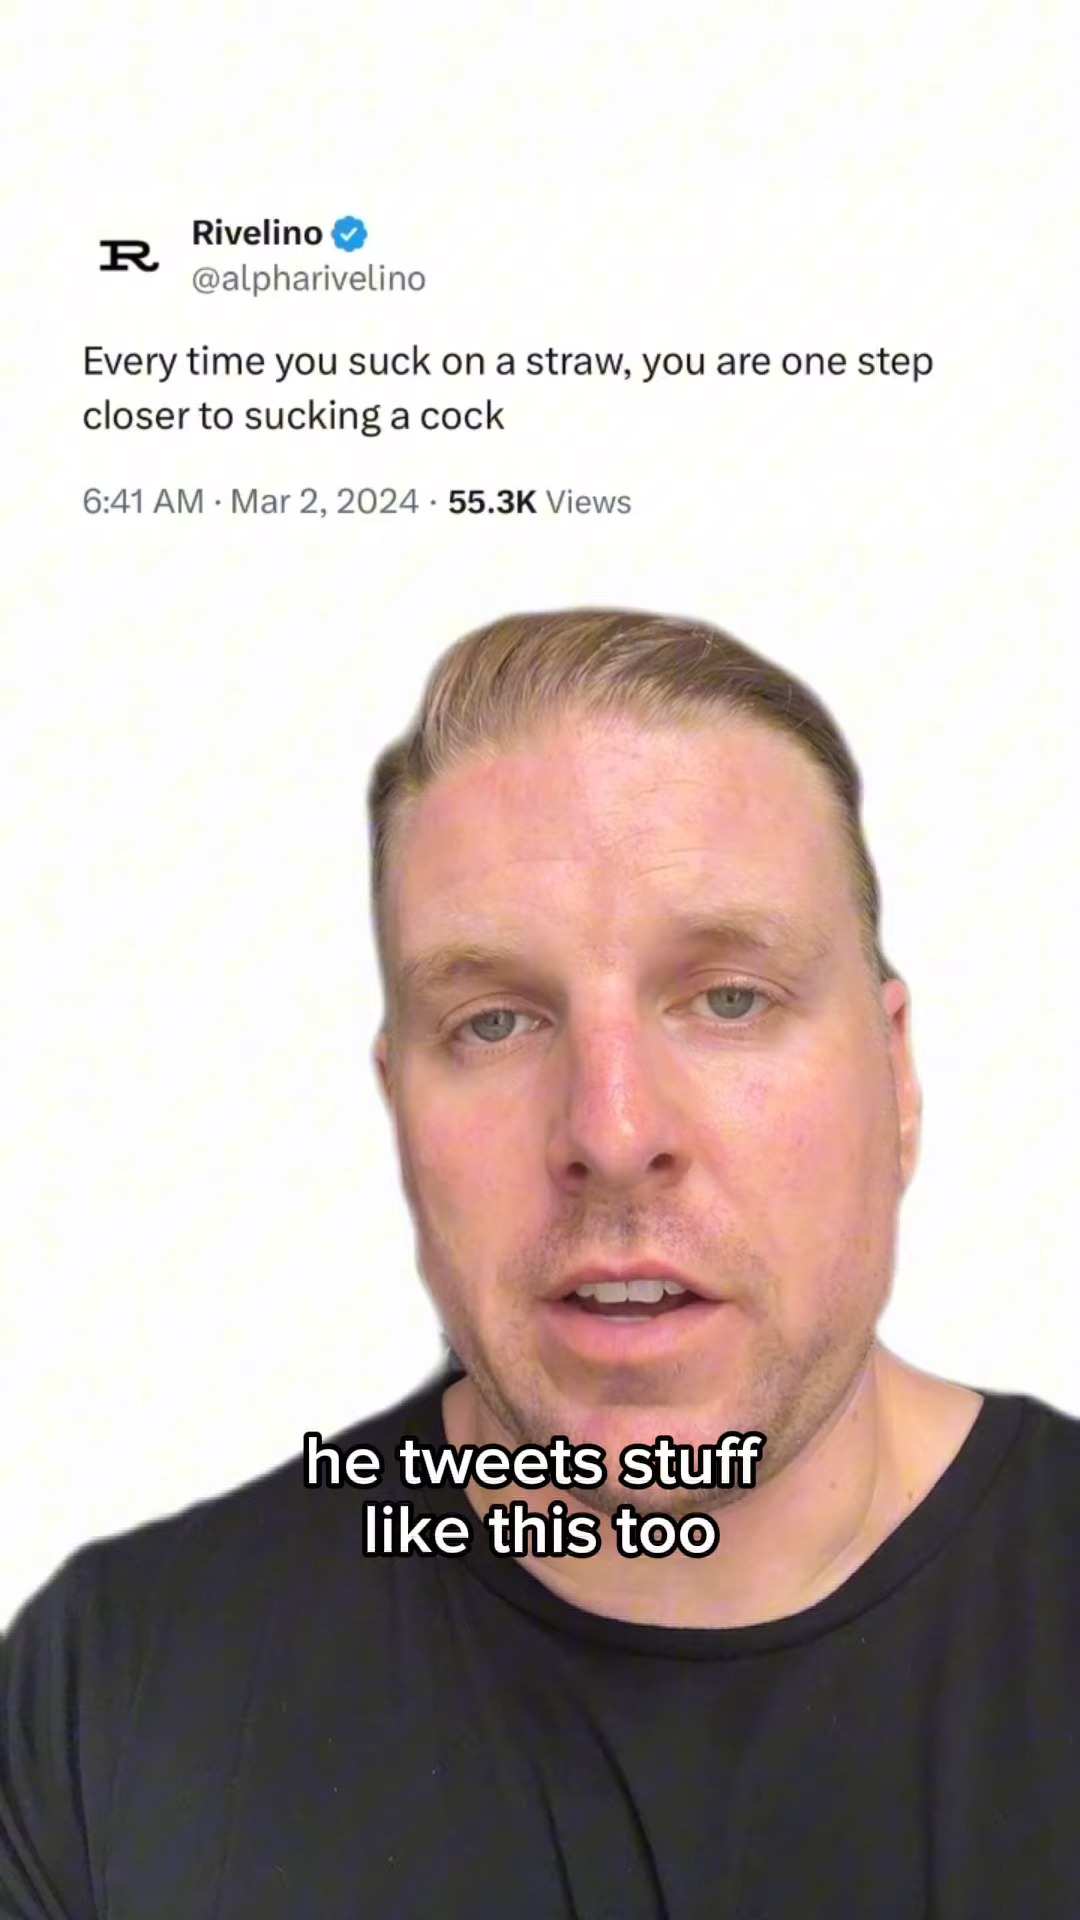 R
Rivelino
@alpharivelino
Every time you suck on a straw, you are one step
closer to sucking a cock
6:41 AM · Mar 2, 2024 · 55.3K Views
he tweets stuff
like this too